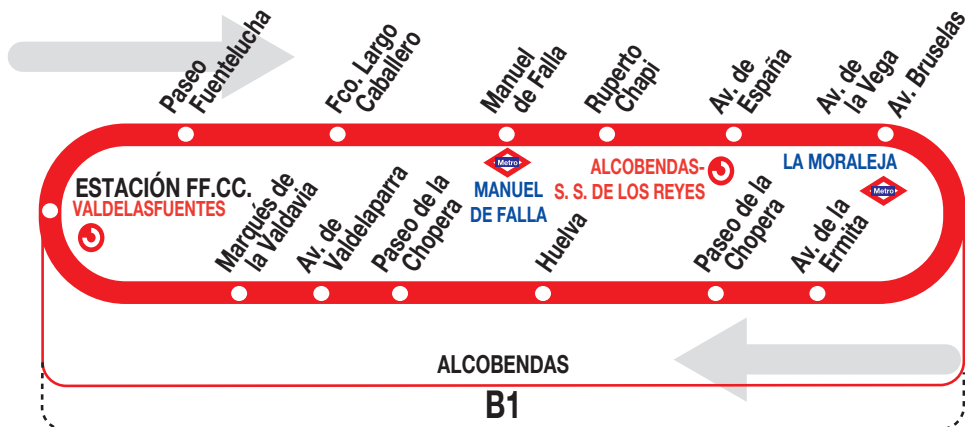 Paseo
Fuentelucha
Fco. Largo
Caballero
Manuel
de Falla
Ruperto
Chapi
Av. de
España
Av. de
la Vega
Av. Bruselas
ESTACIÓN FF.CC.
VALDELASFUENTES
Metro
MANUEL
DE FALLA
ALCOBENDAS-
S. S. DE LOS REYES
LA MORALEJA
Metro
Marqués de
la Valdavia
Av. de
Valdelaparra
Paseo de la
Chopera
Huelva
Paseo de la
Chopera
Av. de la
Ermita
ALCOBENDAS
B1